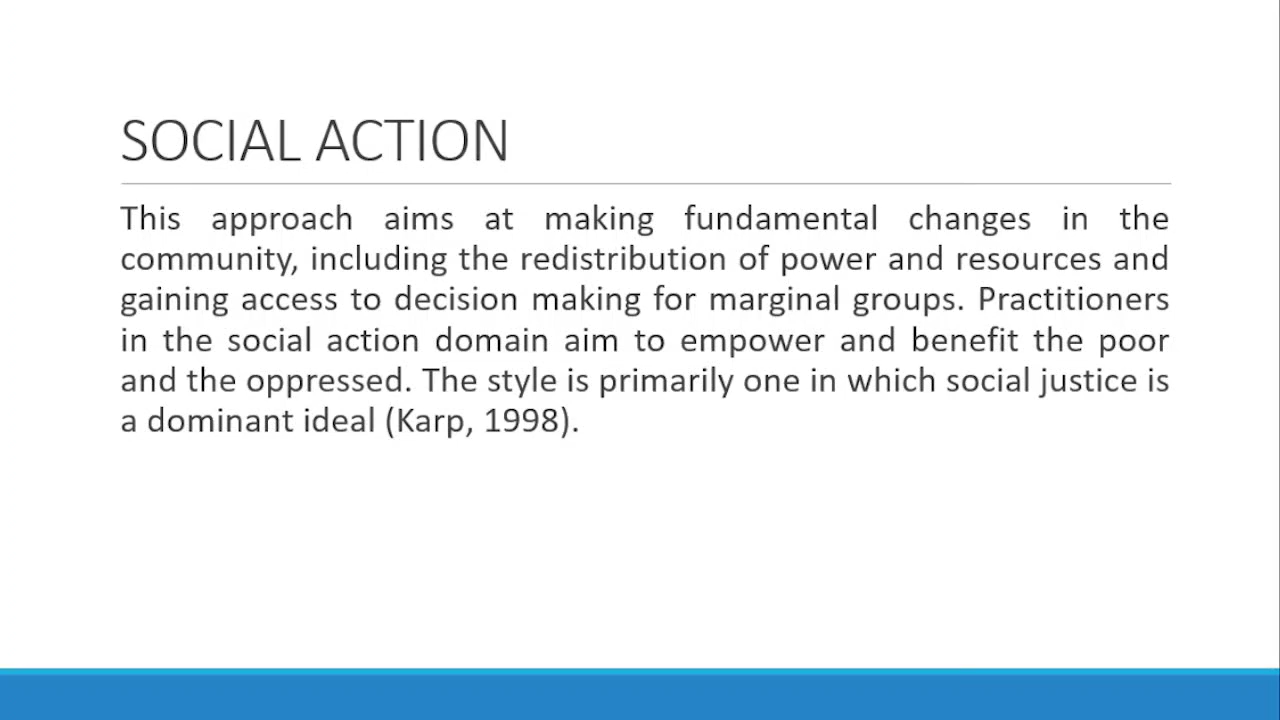 SOCIAL ACTION
This approach aims at making fundamental changes in the
community, including the redistribution of power and resources and
gaining access to decision making for marginal groups. Practitioners
in the social action domain aim to empower and benefit the poor
and the oppressed. The style is primarily one in which social justice is
a dominant ideal (Karp, 1998).